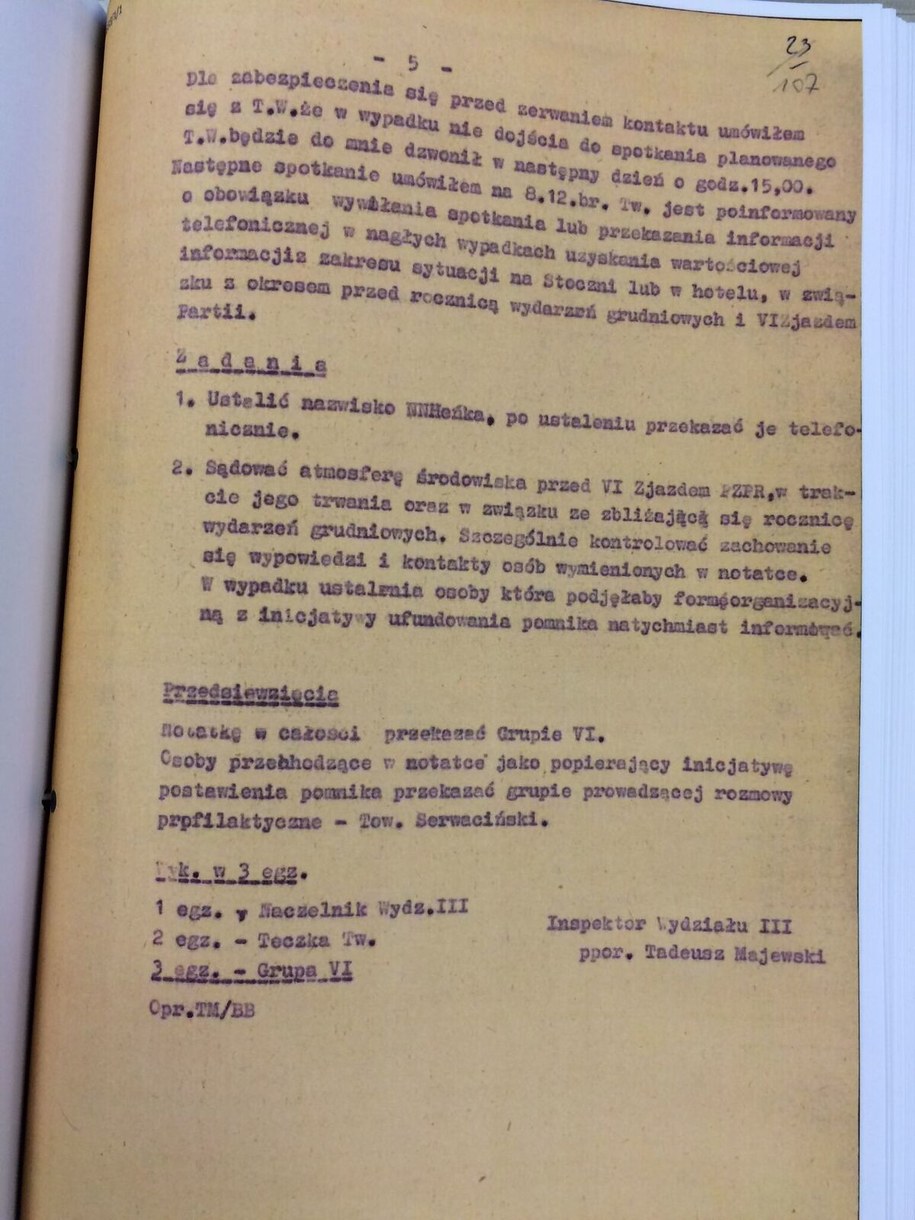 23
107
- 5 -
Dla zabezpieczenia się przed zerwaniem kontaktu umówiłem
się z T.W.że w wypadku nie dojścia do spotkania planowanego
T.W.będzie do mnie dzwonił w następny dzień o godz.15,00.
Następne spotkanie umówiłem na 8.12.br. Tw. jest poinformowany
o obowiązku wywołania spotkania lub przekazania informacji
telefonicznej w nagłych wypadkach uzyskania wartościowej
informacjiz zakresu sytuacji na Stoczni lub w hotelu, w zwią-
zku z okresem przed rocznicą wydarzeń grudniowych i VIZjazdem
Partii.
Z a d a n i a
1. Ustalić nazwisko NNHeńka, po ustaleniu przekazać je telefo-
nicznie.
2. Sądować atmosferę środowiska przed VI Zjazdem PZPR,w trak-
cie jego trwania oraz w związku ze zbliżającą się rocznicę
wydarzeń grudniowych. Szczególnie kontrolować zachowanie
się wypowiedzi i kontakty osób wymienionych w notatce.
W wypadku ustalenia osoby która podjęłaby formęorganizacyj-
ną z inicjatywy ufundowania pomnika natychmiast informować.
Przedsiewzięcia
Notatkę w całości przekazać Grupie VI.
Osoby przehhodzące w notatce jako popierający inicjatywę
postawienia pomnika przekazać grupie prowadzącej rozmowy
prpfilaktyczne - Tow. Serwaciński.
Wyk. w 3 egz.
1 egz. - Naczelnik Wydz.III
2 egz. - Teczka Tw.
3 egz. - Grupa VI
Opr.TM/BB
Inspektor Wydziału III
ppor. Tadeusz Majewski